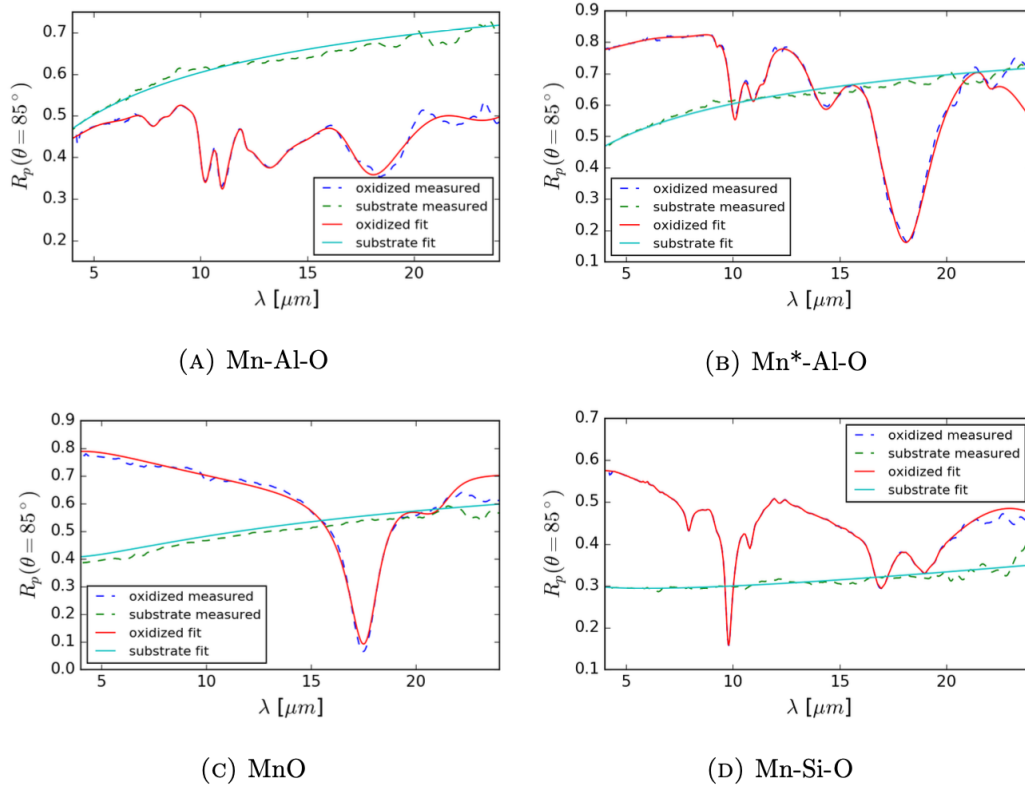 0.7
0.6
0.5
0.4
0.3
0.2
R_p(θ = 85°)
5 10 15 20
λ [μm]
oxidized measured
substrate measured
oxidized fit
substrate fit
(A) Mn-Al-O
0.9
0.8
0.7
0.6
0.5
0.4
0.3
0.2
0.1
R_p(θ = 85°)
5 10 15 20
λ [μm]
oxidized measured
substrate measured
oxidized fit
substrate fit
(B) Mn*-Al-O
0.9
0.8
0.7
0.6
0.5
0.4
0.3
0.2
0.1
0.0
R_p(θ = 85°)
5 10 15 20
λ [μm]
oxidized measured
substrate measured
oxidized fit
substrate fit
(C) MnO
0.7
0.6
0.5
0.4
0.3
0.2
0.1
R_p(θ = 85°)
5 10 15 20
λ [μm]
oxidized measured
substrate measured
oxidized fit
substrate fit
(D) Mn-Si-O